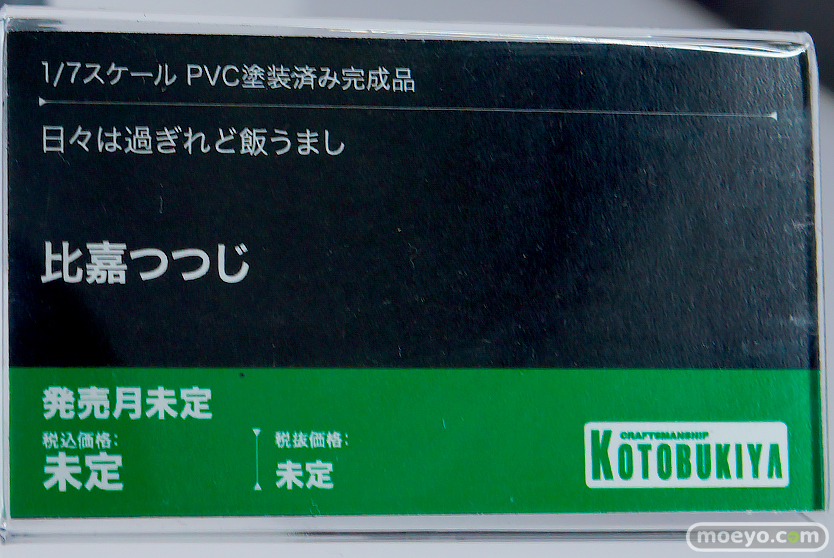 1/7スケール PVC塗装済み完成品
日々は過ぎれど飯うまし
比嘉つつじ
発売月未定
税込価格:
未定
税抜価格:
未定
CRAFTSMANSHIP
KOTOBUKIYA
moeyo.com